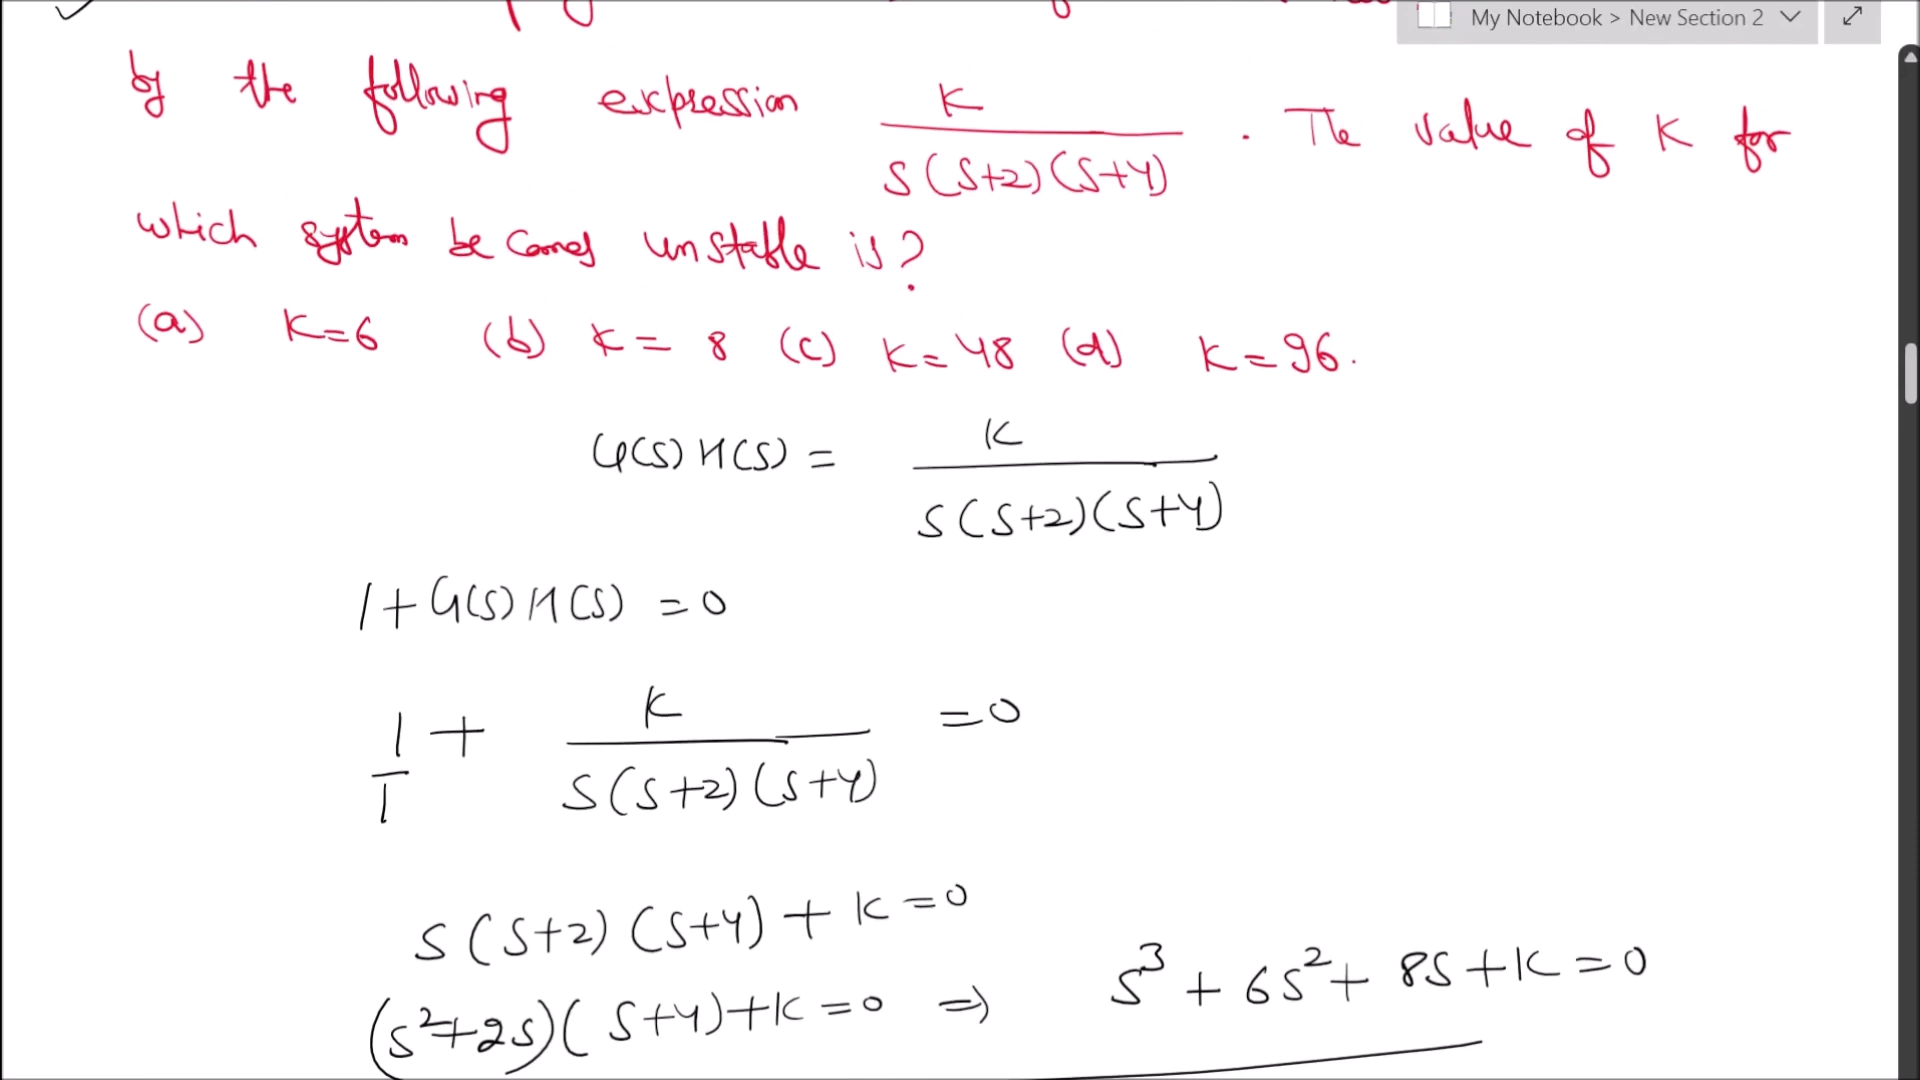 My Notebook > New Section 2
by the following expression K / S(S+2)(S+4) . The value of K for
which system becomes unstable is?
(a) K=6 (b) K = 8 (c) K=48 (d) K=96.
G(S)H(S) = K / S(S+2)(S+4)
1+G(S)H(S) =0
1/1 + K / S(S+2)(S+4) =0
S(S+2)(S+4)+K=0
(S²+2S)(S+4)+K=0 ⇒ S³+6S²+8S+K=0